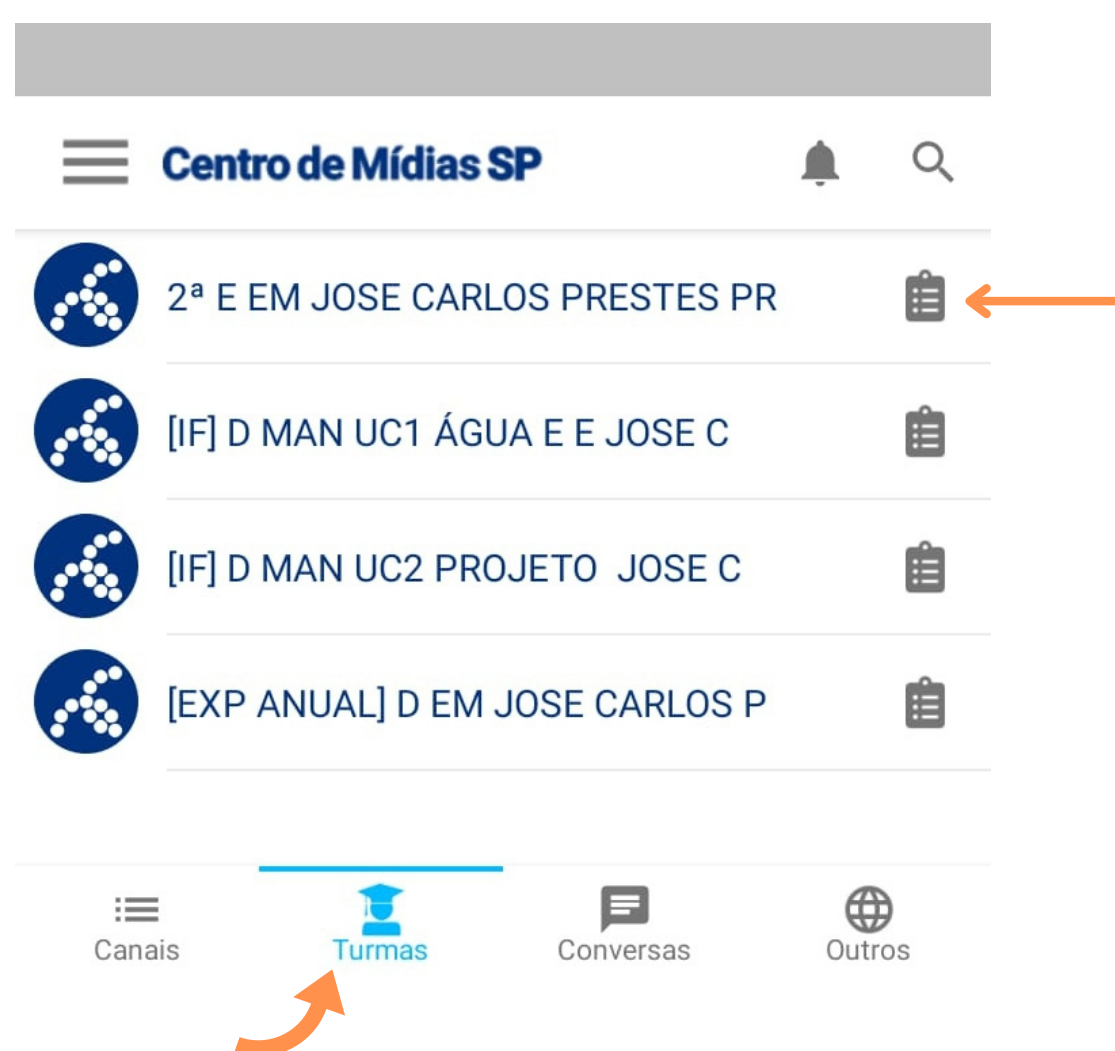 Centro de Mídias SP
2ª E EM JOSE CARLOS PRESTES PR
[IF] D MAN UC1 ÁGUA E E JOSE C
[IF] D MAN UC2 PROJETO  JOSE C
[EXP ANUAL] D EM JOSE CARLOS P
Canais
Turmas
Conversas
Outros